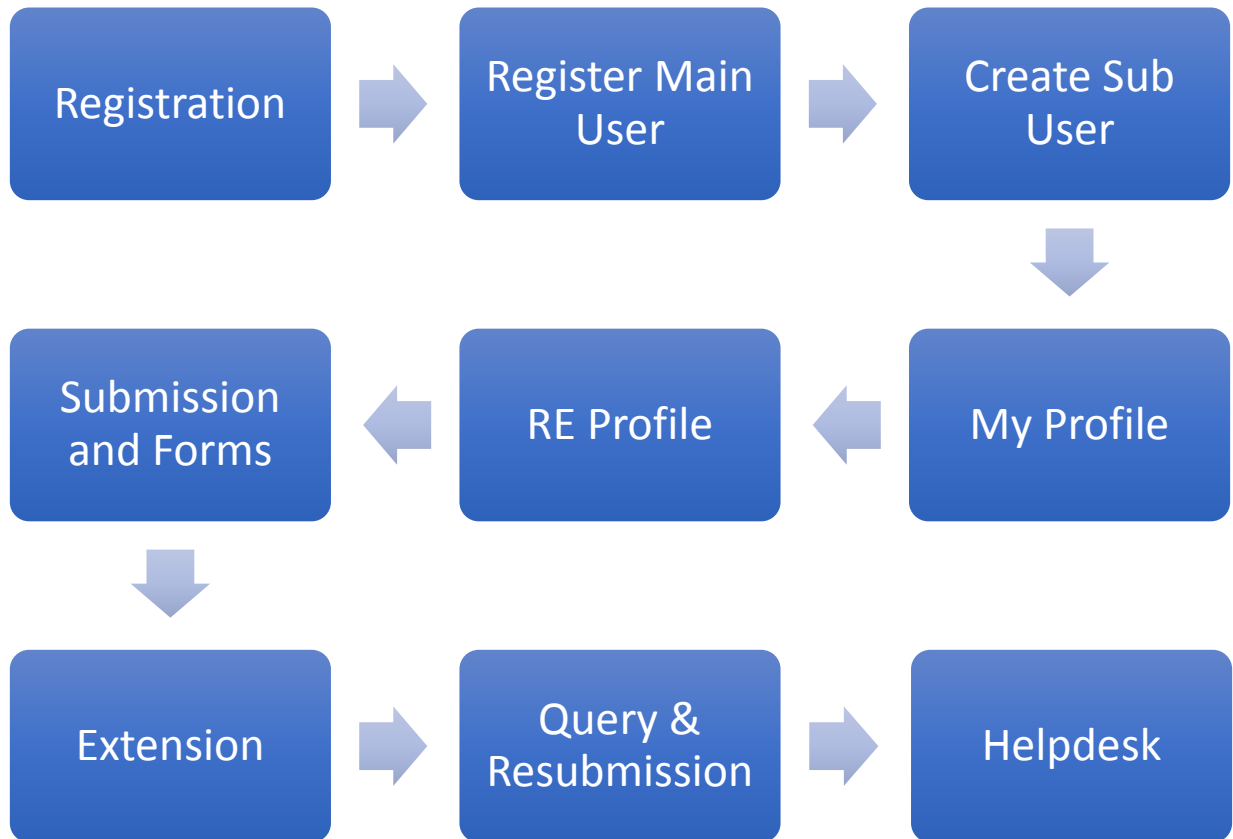 Registration
Register Main
User
Create Sub
User
My Profile
RE Profile
Submission
and Forms
Extension
Query &
Resubmission
Helpdesk